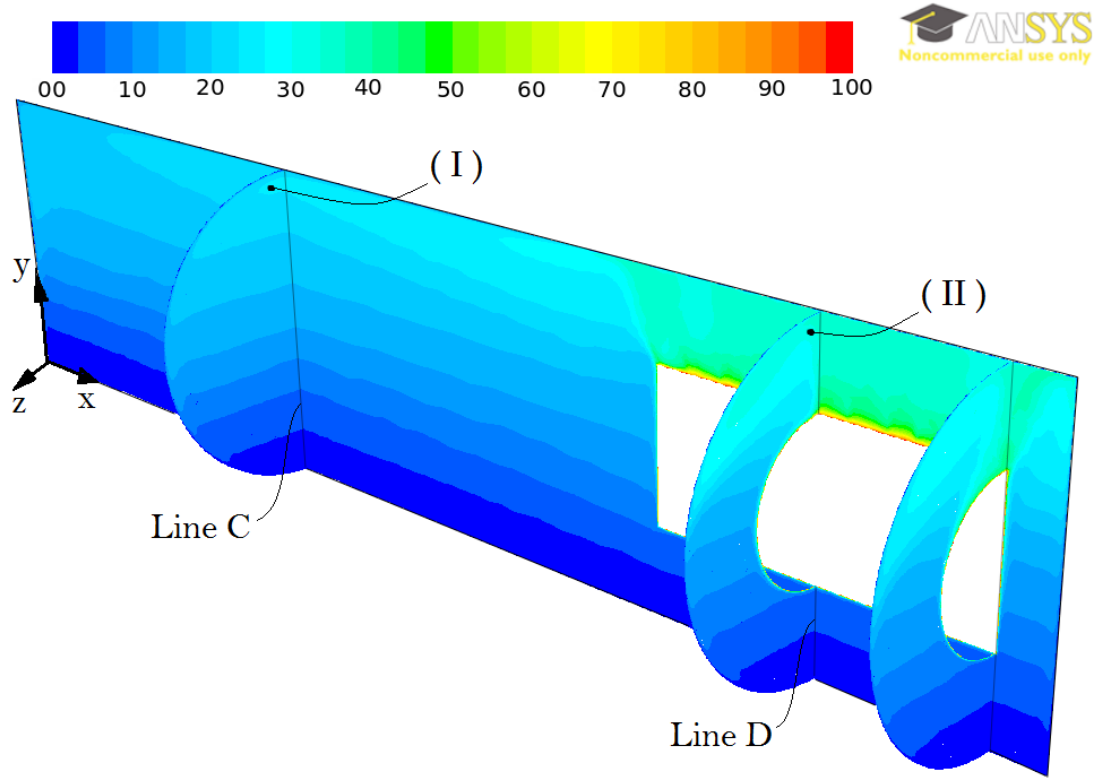 ANSYS
Noncommercial use only
00 10 20 30 40 50 60 70 80 90 100
( I )
y
( II )
z
x
Line C
Line D